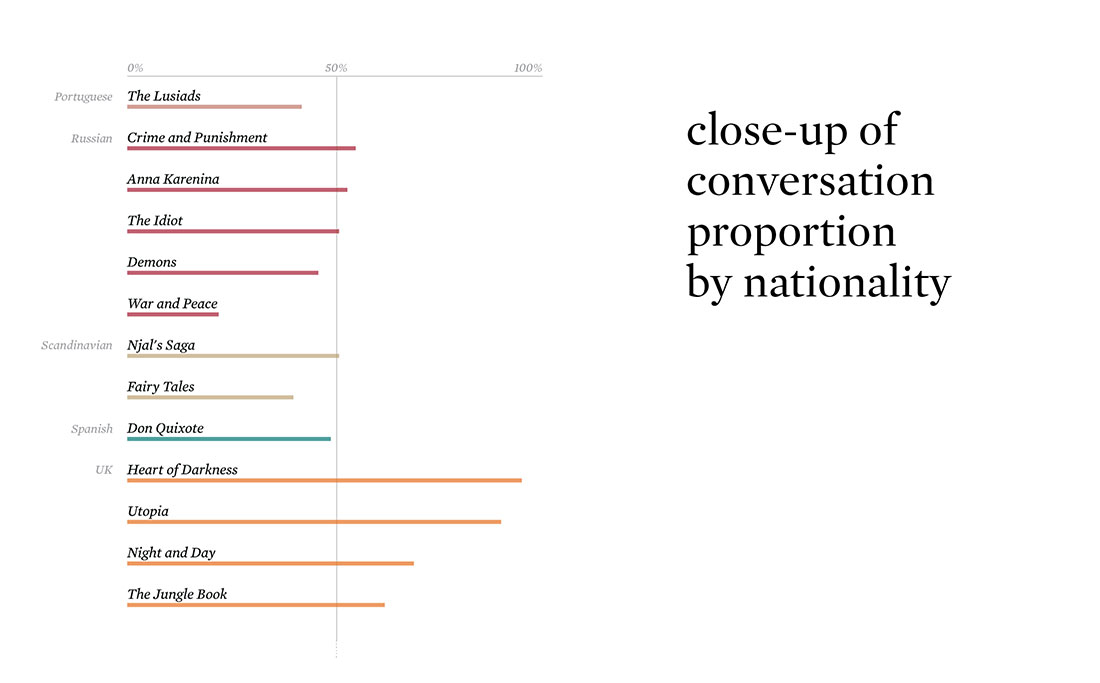 0% 50% 100%
Portuguese The Lusiads
Russian Crime and Punishment
Anna Karenina
The Idiot
Demons
War and Peace
Scandinavian Njal's Saga
Fairy Tales
Spanish Don Quixote
UK Heart of Darkness
Utopia
Night and Day
The Jungle Book
close-up of
conversation
proportion
by nationality